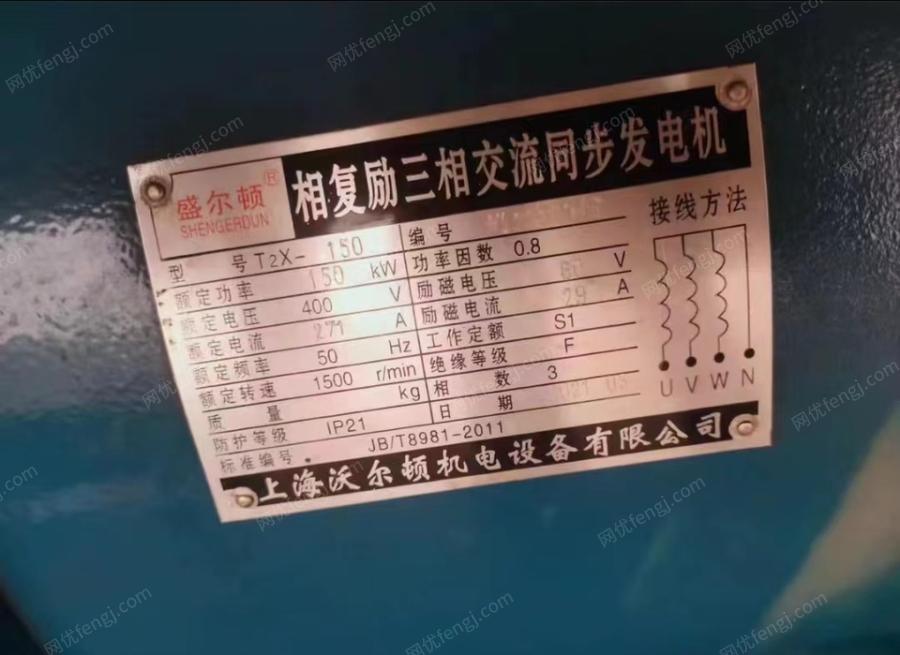 盛尔顿®
SHENGERDUN
相复励三相交流同步发电机
型 号 T2X- 150
编 号
额定功率 150 kW
功率因数 0.8
额定电压 400 V
励磁电压 V
额定电流 271 A
励磁电流 A
额定频率 50 Hz
工作定额 S1
额定转速 1500 r/min
绝缘等级 F
质 量 kg
相 数 3
防护等级 IP21
日 期
标准编号 JB/T8981-2011
接线方法
U V W N
上海沃尔顿机电设备有限公司
网优fengj.com